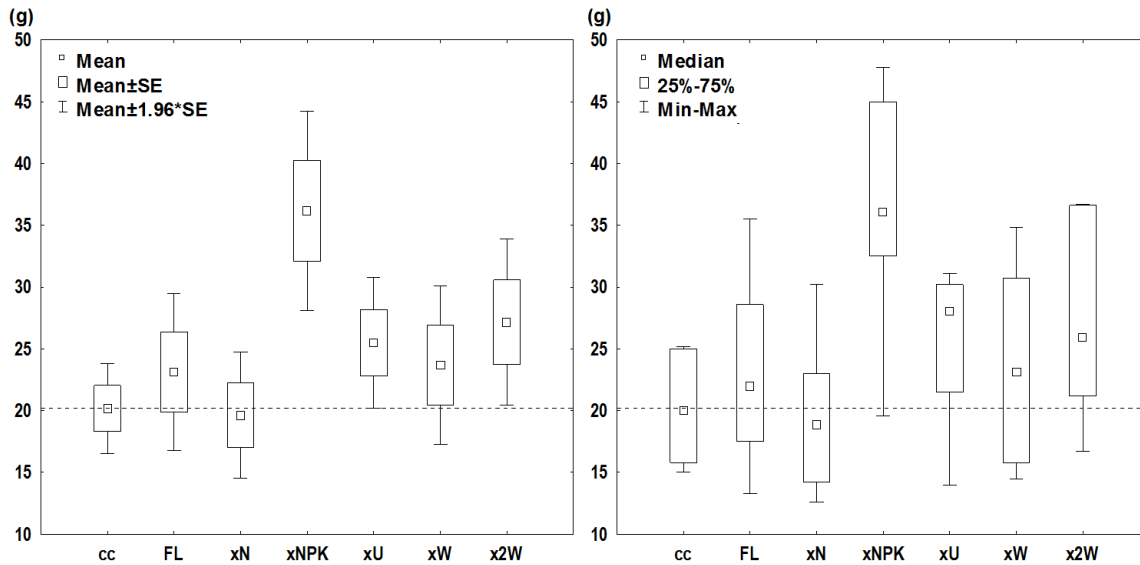 (g)
50
45
40
35
30
25
20
15
10
Mean
Mean±SE
Mean±1.96*SE
cc FL xN xNPK xU xW x2W
(g)
50
45
40
35
30
25
20
15
10
Median
25%-75%
Min-Max
cc FL xN xNPK xU xW x2W